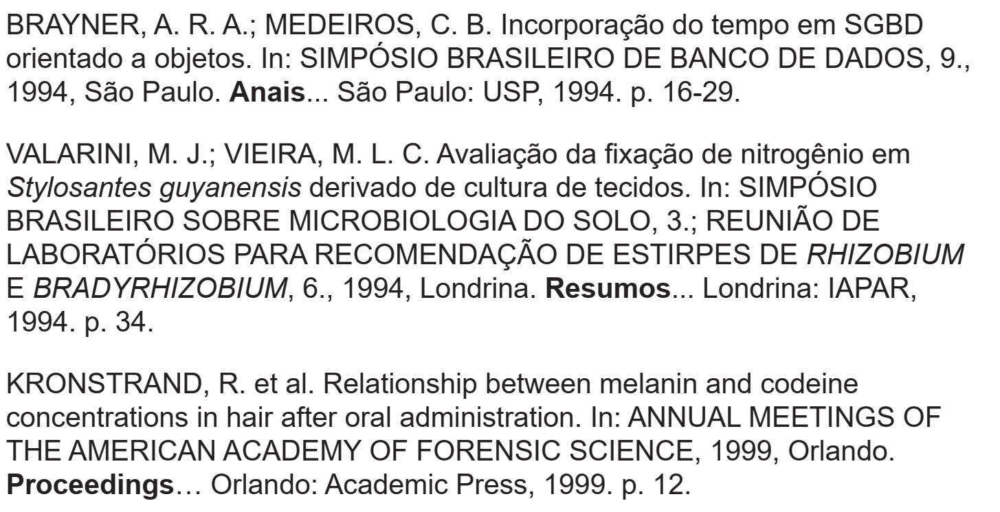 BRAYNER, A. R. A.; MEDEIROS, C. B. Incorporação do tempo em SGBD
orientado a objetos. In: SIMPÓSIO BRASILEIRO DE BANCO DE DADOS, 9.,
1994, São Paulo. Anais... São Paulo: USP, 1994. p. 16-29.
VALARINI, M. J.; VIEIRA, M. L. C. Avaliação da fixação de nitrogênio em
Stylosantes guyanensis derivado de cultura de tecidos. In: SIMPÓSIO
BRASILEIRO SOBRE MICROBIOLOGIA DO SOLO, 3.; REUNIÃO DE
LABORATÓRIOS PARA RECOMENDAÇÃO DE ESTIRPES DE RHIZOBIUM
E BRADYRHIZOBIUM, 6., 1994, Londrina. Resumos... Londrina: IAPAR,
1994. p. 34.
KRONSTRAND, R. et al. Relationship between melanin and codeine
concentrations in hair after oral administration. In: ANNUAL MEETINGS OF
THE AMERICAN ACADEMY OF FORENSIC SCIENCE, 1999, Orlando.
Proceedings… Orlando: Academic Press, 1999. p. 12.